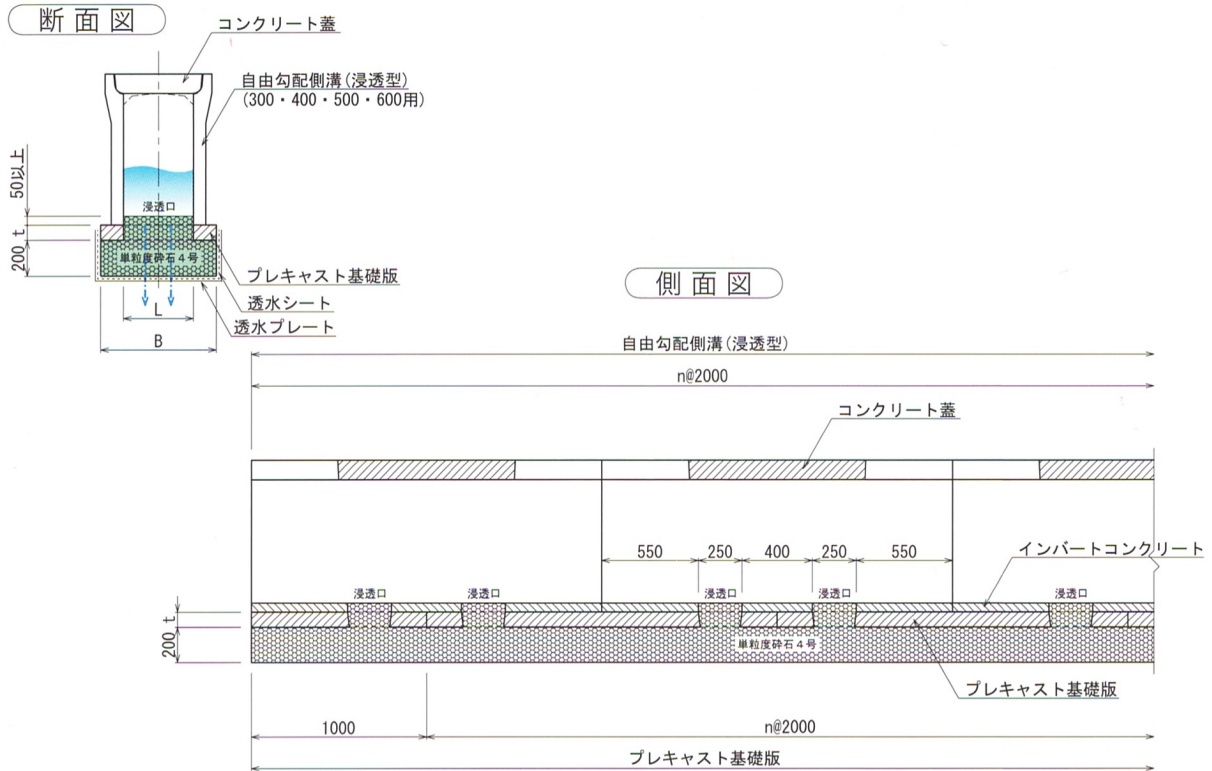 断面図
コンクリート蓋
自由勾配側溝(浸透型)
(300・400・500・600用)
50以上
t
200
浸透口
単粒度砕石4号
プレキャスト基礎版
透水シート
透水プレート
L
B
側面図
自由勾配側溝(浸透型)
n@2000
コンクリート蓋
550
250
400
250
550
インバートコンクリート
浸透口
浸透口
浸透口
浸透口
浸透口
t
200
単粒度砕石4号
プレキャスト基礎版
1000
n@2000
プレキャスト基礎版